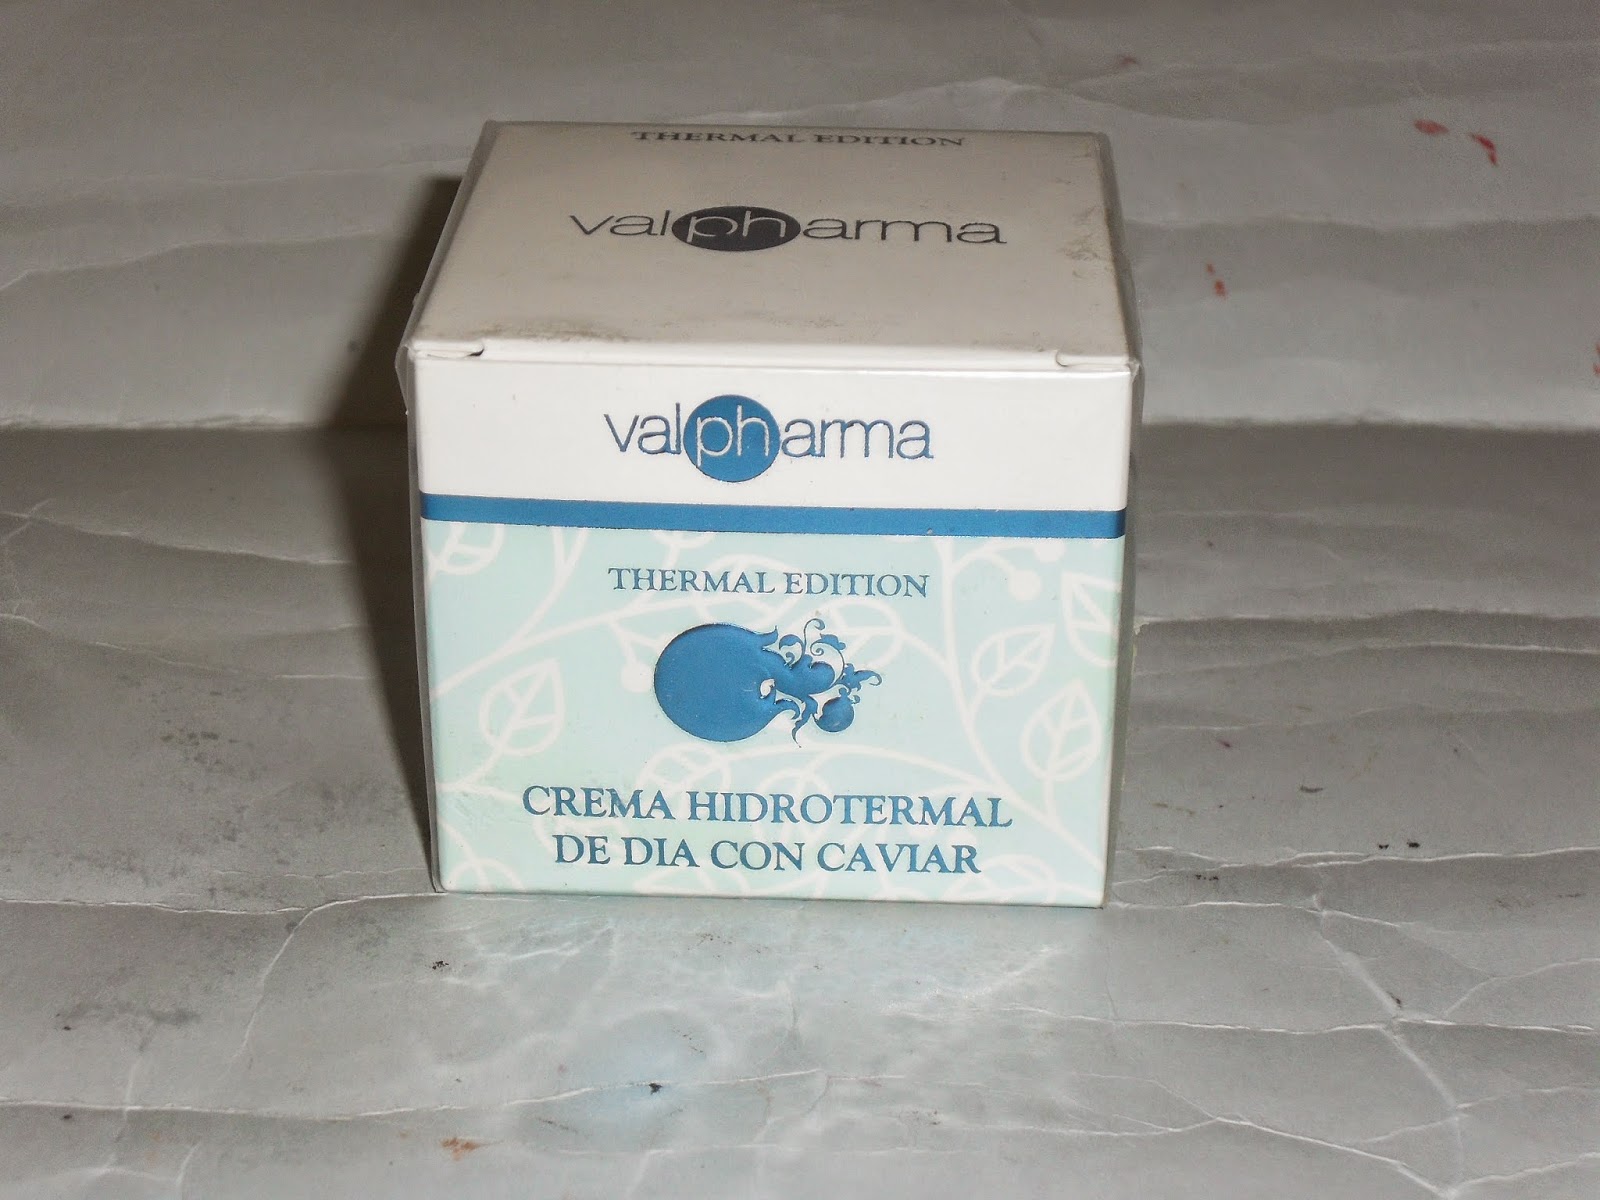 THERMAL EDITION
valpharma
valpharma
THERMAL EDITION
CREMA HIDROTERMAL
DE DIA CON CAVIAR